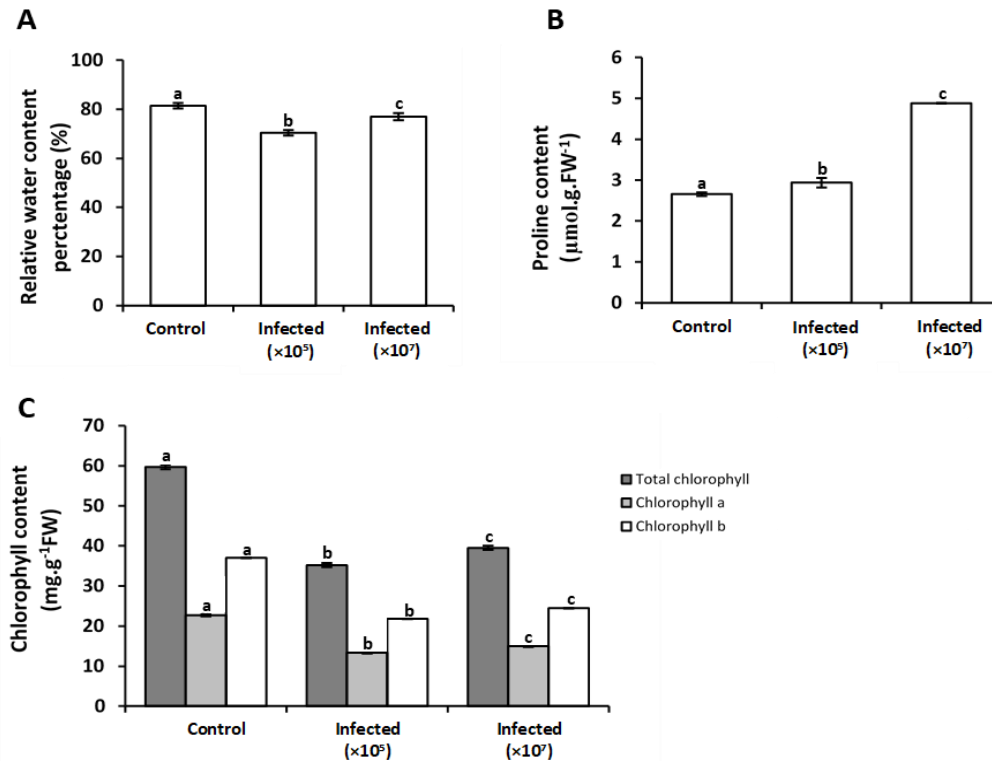 A
Relative water content
perctentage (%)
100
80
60
40
20
0
a
b
c
Control
Infected
(×10⁵)
Infected
(×10⁷)
B
Proline content
(µmol.g.FW⁻¹)
6
5
4
3
2
1
0
a
b
c
Control
Infected
(×10⁵)
Infected
(×10⁷)
C
Chlorophyll content
(mg.g⁻¹FW)
70
60
50
40
30
20
10
0
a
a
a
b
b
b
c
c
c
Control
Infected
(×10⁵)
Infected
(×10⁷)
Total chlorophyll
Chlorophyll a
Chlorophyll b